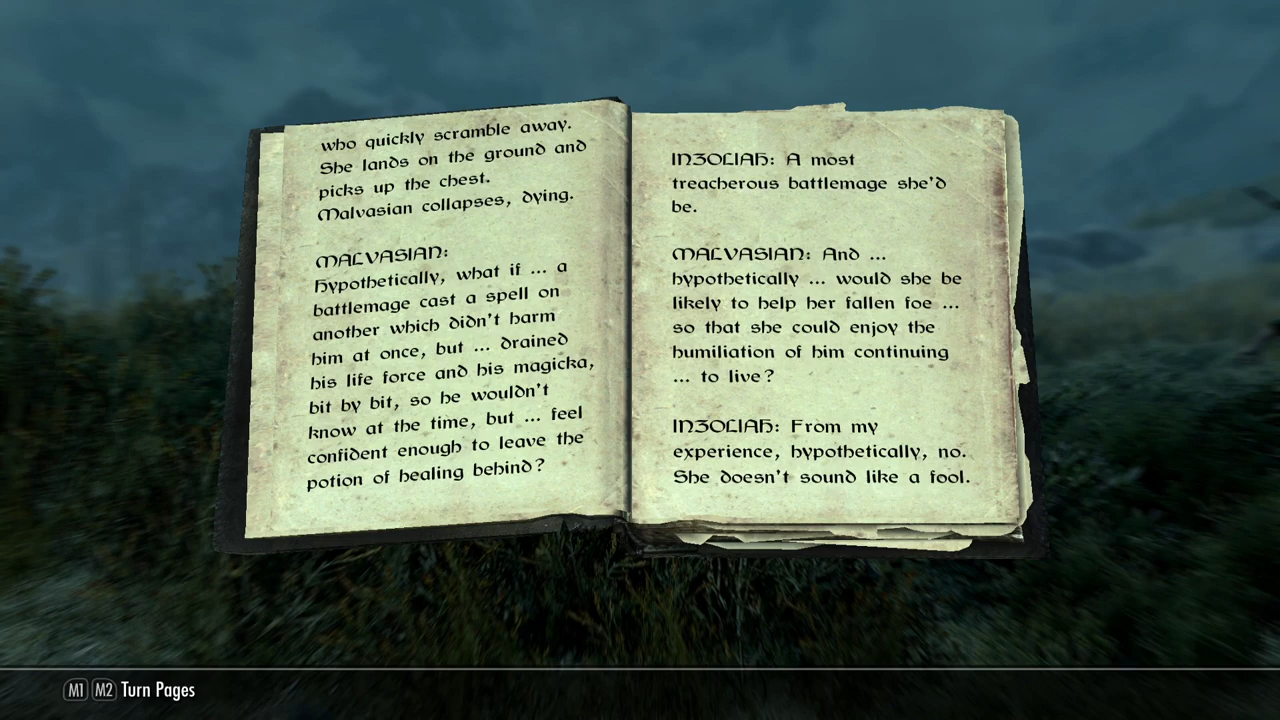 who quickly scramble away.
She lands on the ground and
picks up the chest.
Malvasian collapses, dying.
MALVASIAN:
Hypothetically, what if ... a
battlemage cast a spell on
another which didn't harm
him at once, but ... drained
his life force and his magicka,
bit by bit, so he wouldn't
know at the time, but ... feel
confident enough to leave the
potion of healing behind?
INZOLIAH: A most
treacherous battlemage she'd
be.
MALVASIAN: And ...
hypothetically ... would she be
likely to help her fallen foe ...
so that she could enjoy the
humiliation of him continuing
... to live?
INZOLIAH: From my
experience, hypothetically, no.
She doesn't sound like a fool.
M1 M2 Turn Pages